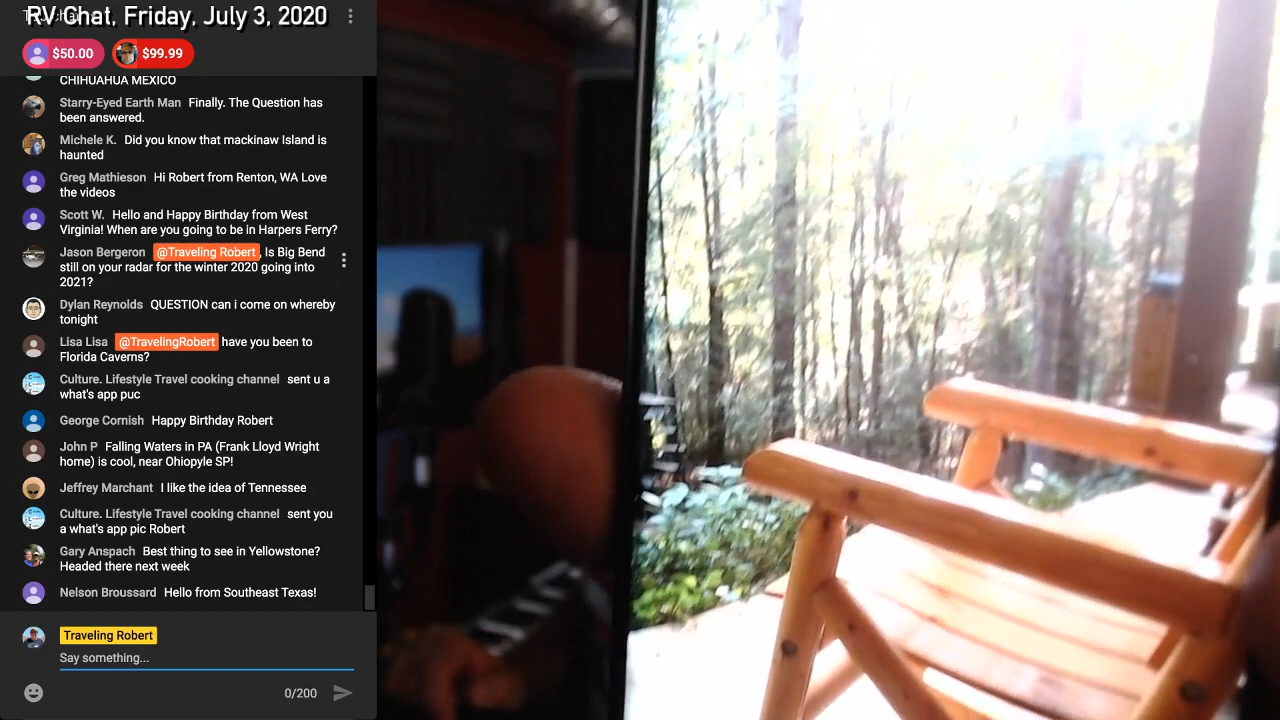 RV Chat, Friday, July 3, 2020
$50.00 $99.99
CHIHUAHUA MEXICO
Starry-Eyed Earth Man Finally. The Question has
been answered.
Michele K. Did you know that mackinaw Island is
haunted
Greg Mathieson Hi Robert from Renton, WA Love
the videos
Scott W. Hello and Happy Birthday from West
Virginia! When are you going to be in Harpers Ferry?
Jason Bergeron @Traveling Robert, Is Big Bend
still on your radar for the winter 2020 going into
2021?
Dylan Reynolds QUESTION can i come on whereby
tonight
Lisa Lisa @TravelingRobert have you been to
Florida Caverns?
Culture. Lifestyle Travel cooking channel sent u a
what's app puc
George Cornish Happy Birthday Robert
John P Falling Waters in PA (Frank Lloyd Wright
home) is cool, near Ohiopyle SP!
Jeffrey Marchant I like the idea of Tennessee
Culture. Lifestyle Travel cooking channel sent you
a what's app pic Robert
Gary Anspach Best thing to see in Yellowstone?
Headed there next week
Nelson Broussard Hello from Southeast Texas!
Traveling Robert
Say something...
0/200